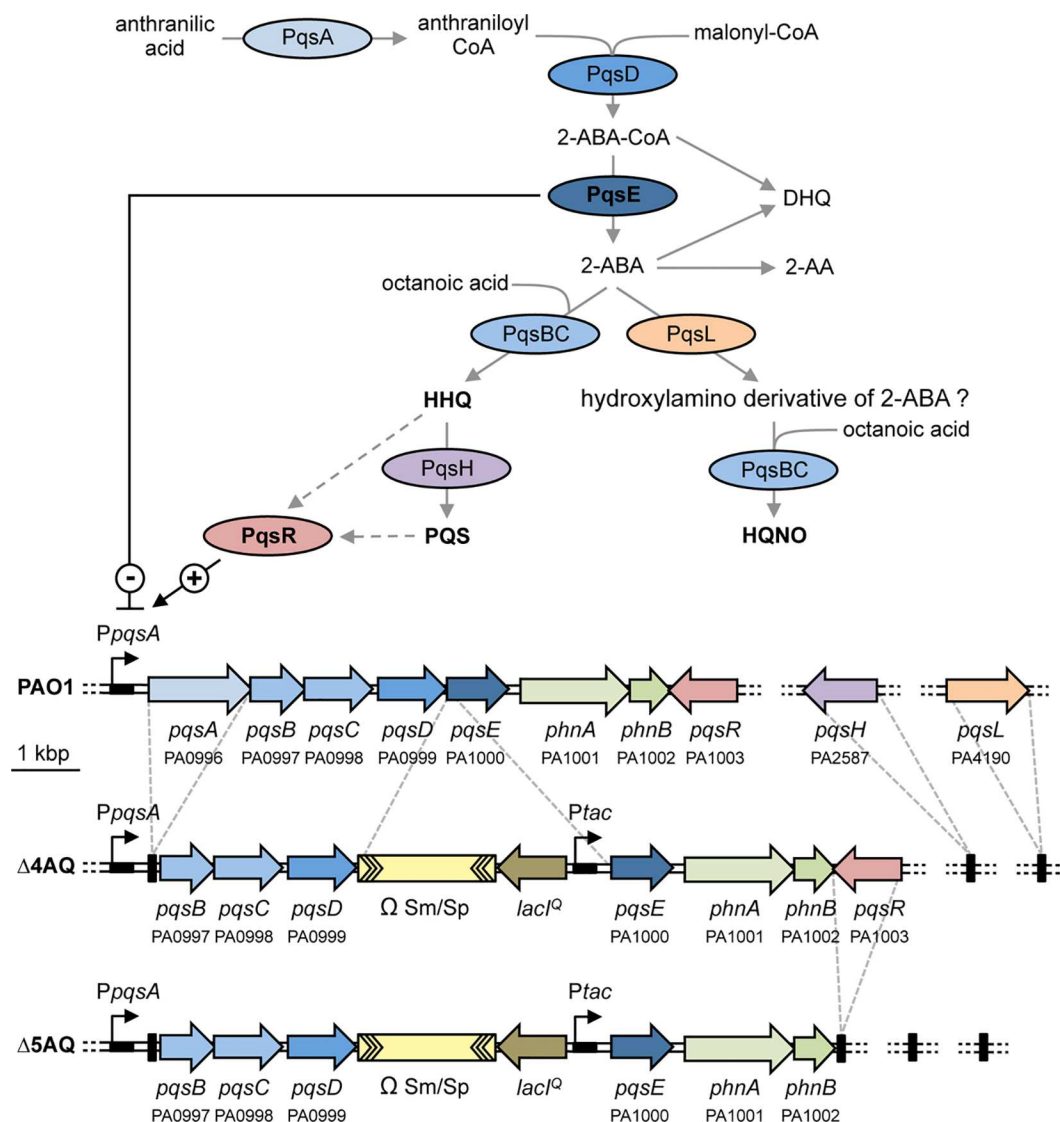 anthranilic
acid
PqsA
anthraniloyl
CoA
malonyl-CoA
PqsD
2-ABA-CoA
PqsE
DHQ
2-ABA
2-AA
octanoic acid
PqsBC
PqsL
HHQ
hydroxylamino derivative of 2-ABA ?
octanoic acid
PqsH
PqsBC
PqsR
PQS
HQNO
- +
PpqsA
PAO1
pqsA pqsB pqsC pqsD pqsE phnA phnB pqsR pqsH pqsL
PA0996 PA0997 PA0998 PA0999 PA1000 PA1001 PA1002 PA1003 PA2587 PA4190
1 kbp
PpqsA Ptac
Δ4AQ
pqsB pqsC pqsD Ω Sm/Sp lacI^Q pqsE phnA phnB pqsR
PA0997 PA0998 PA0999 PA1000 PA1001 PA1002 PA1003
PpqsA Ptac
Δ5AQ
pqsB pqsC pqsD Ω Sm/Sp lacI^Q pqsE phnA phnB
PA0997 PA0998 PA0999 PA1000 PA1001 PA1002